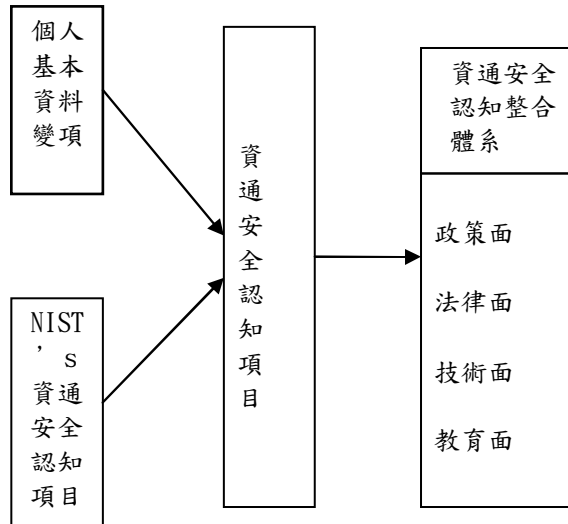 個人
基本
資料
變項
NIST
’s
資通
安全
認知
項目
資
通
安
全
認
知
項
目
資通安全
認知整合
體系
政策面
法律面
技術面
教育面